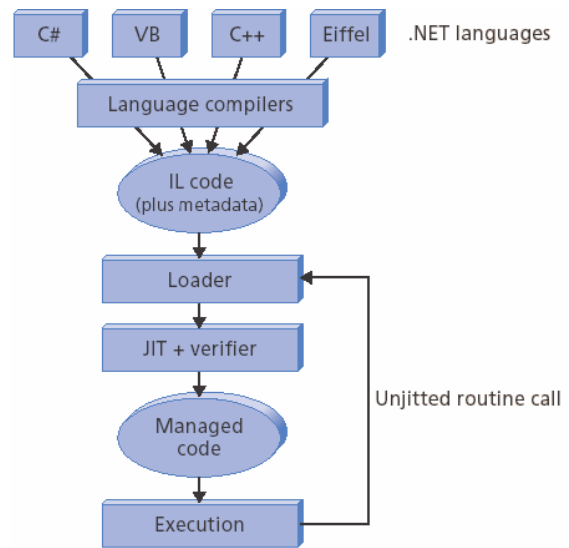 C#
VB
C++
Eiffel
.NET languages
Language compilers
IL code
(plus metadata)
Loader
JIT + verifier
Unjitted routine call
Managed
code
Execution